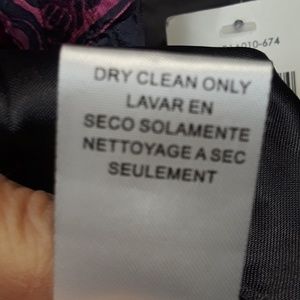 DRY CLEAN ONLY
LAVAR EN
SECO SOLAMENTE
NETTOYAGE A SEC
SEULEMENT